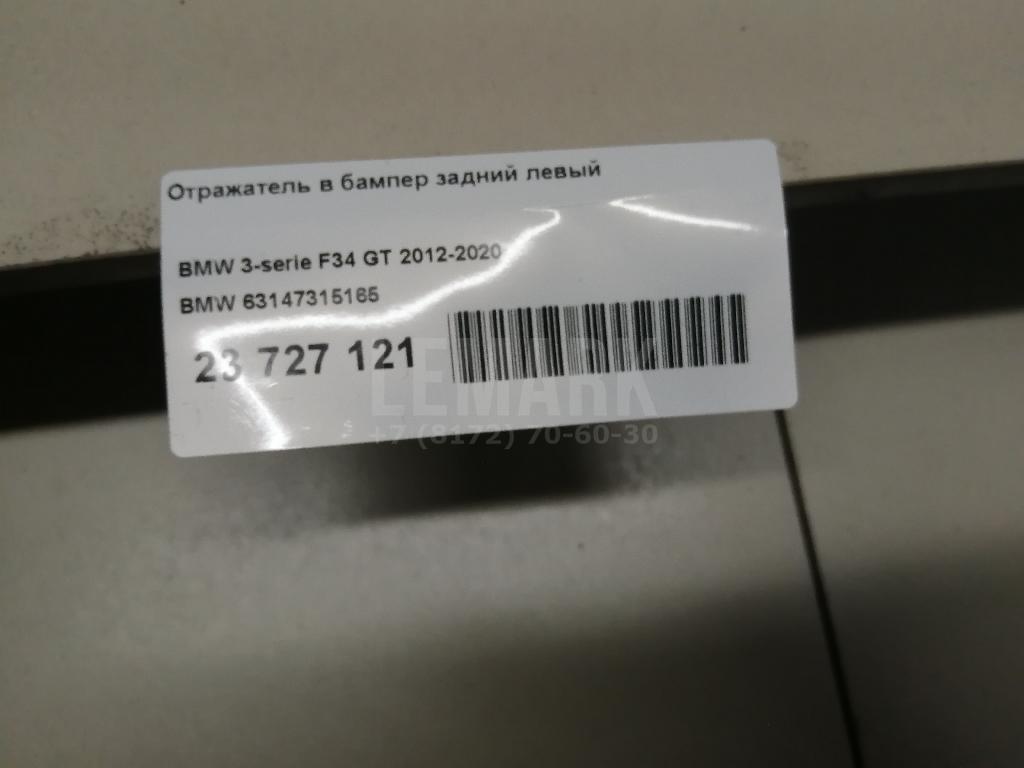 Отражатель в бампер задний левый
BMW 3-serie F34 GT 2012-2020
BMW 63147315165
23 727 121
LEMARK
+7 (8172) 70-60-30